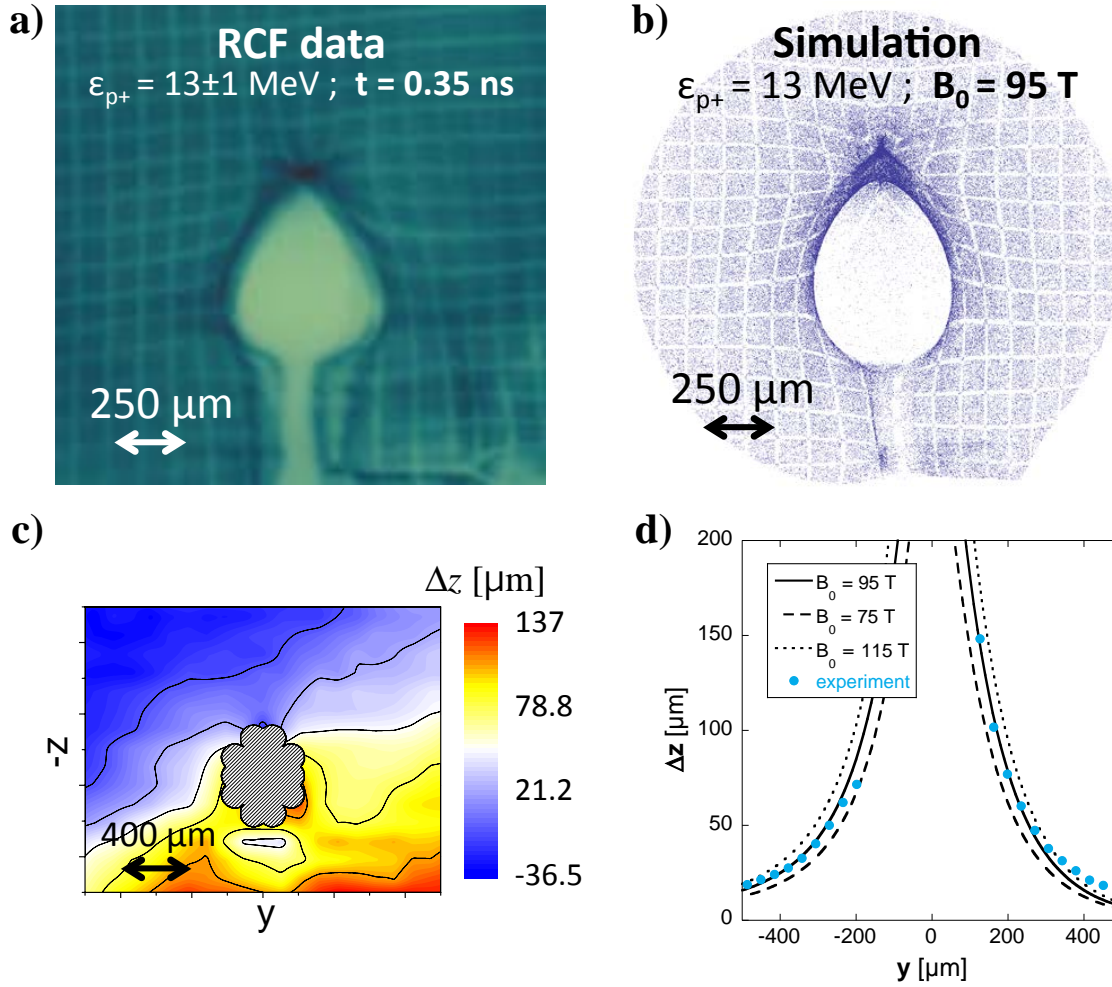 a)
RCF data
εp+ = 13±1 MeV ; t = 0.35 ns
250 µm
b)
Simulation
εp+ = 13 MeV ; B0 = 95 T
250 µm
c)
Δz [µm]
137
78.8
21.2
-36.5
-z
400 µm
y
d)
200
150
100
50
0
Δz [µm]
B0 = 95 T
B0 = 75 T
B0 = 115 T
experiment
-400 -200 0 200 400
y [µm]